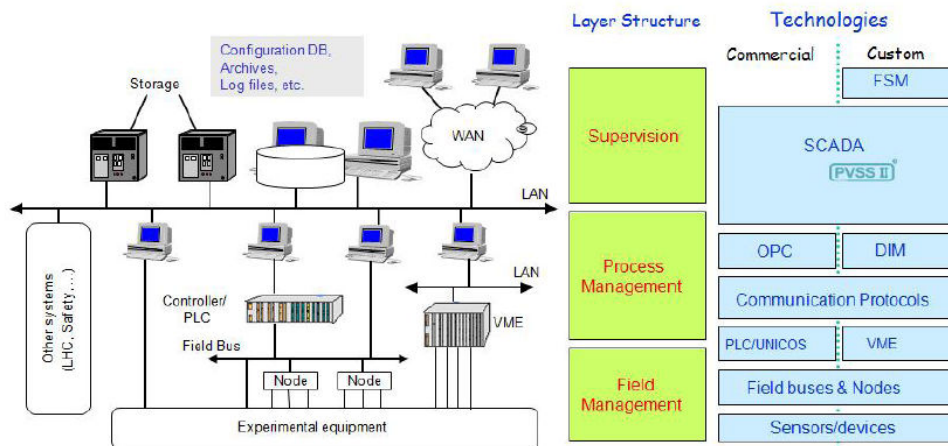 Configuration DB,
Archives,
Log files, etc.
Storage
WAN
LAN
Other systems
(LHC, Safety, ...)
LAN
Controller/
PLC
VME
Field Bus
Node
Node
Experimental equipment
Layer Structure
Supervision
Process
Management
Field
Management
Technologies
Commercial
Custom
FSM
SCADA
PVSS II
OPC
DIM
Communication Protocols
PLC/UNICOS
VME
Field buses & Nodes
Sensors/devices